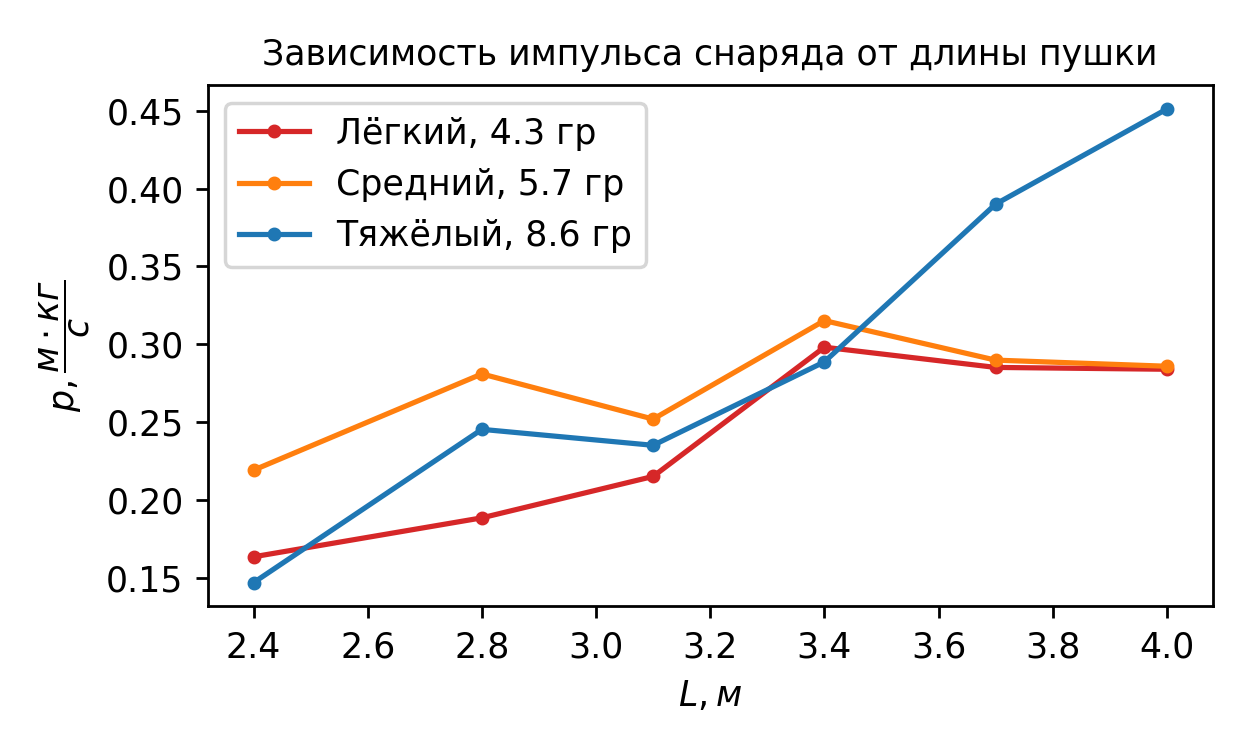 Зависимость импульса снаряда от длины пушки
Лёгкий, 4.3 гр
Средний, 5.7 гр
Тяжёлый, 8.6 гр
0.45
0.40
0.35
0.30
0.25
0.20
0.15
p, м · кг / с
2.4 2.6 2.8 3.0 3.2 3.4 3.6 3.8 4.0
L, м